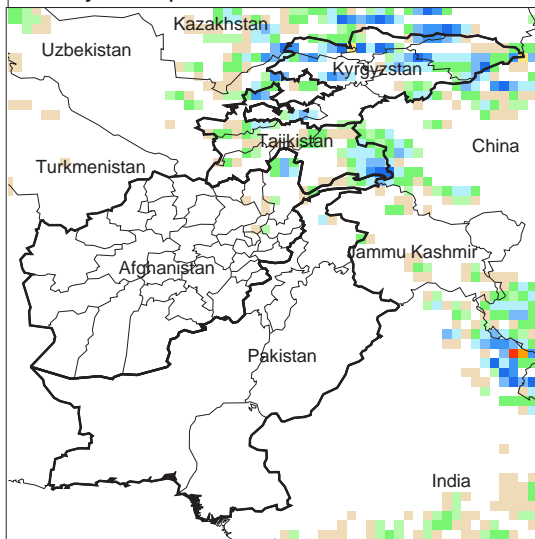 Kazakhstan
Uzbekistan
Kyrgyzstan
China
Tajikistan
Turkmenistan
Jammu Kashmir
Afghanistan
Pakistan
India